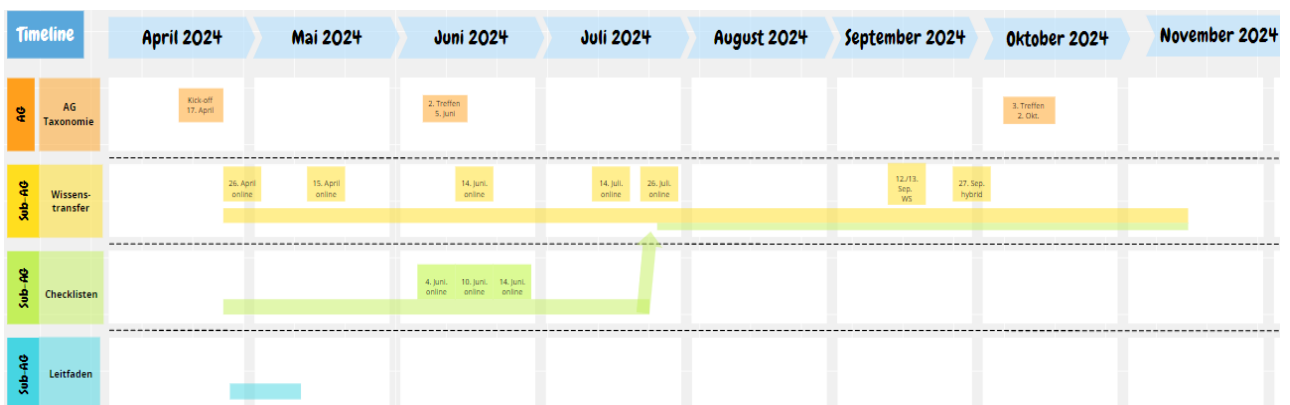 Timeline
April 2024
Mai 2024
Juni 2024
Juli 2024
August 2024
September 2024
Oktober 2024
November 2024
AG
AG
Taxonomie
Kick-off
17. April
2. Treffen
5. Juni
3. Treffen
2. Okt.
Sub-AG
Wissens-
transfer
26. April
online
15. April
online
14. Juni.
online
14. Juli.
online
26. Juli.
online
12./13.
Sep.
WS
27. Sep.
hybrid
Sub-AG
Checklisten
4. Juni.
online
10. Juni.
online
14. Juni.
online
Sub-AG
Leitfaden